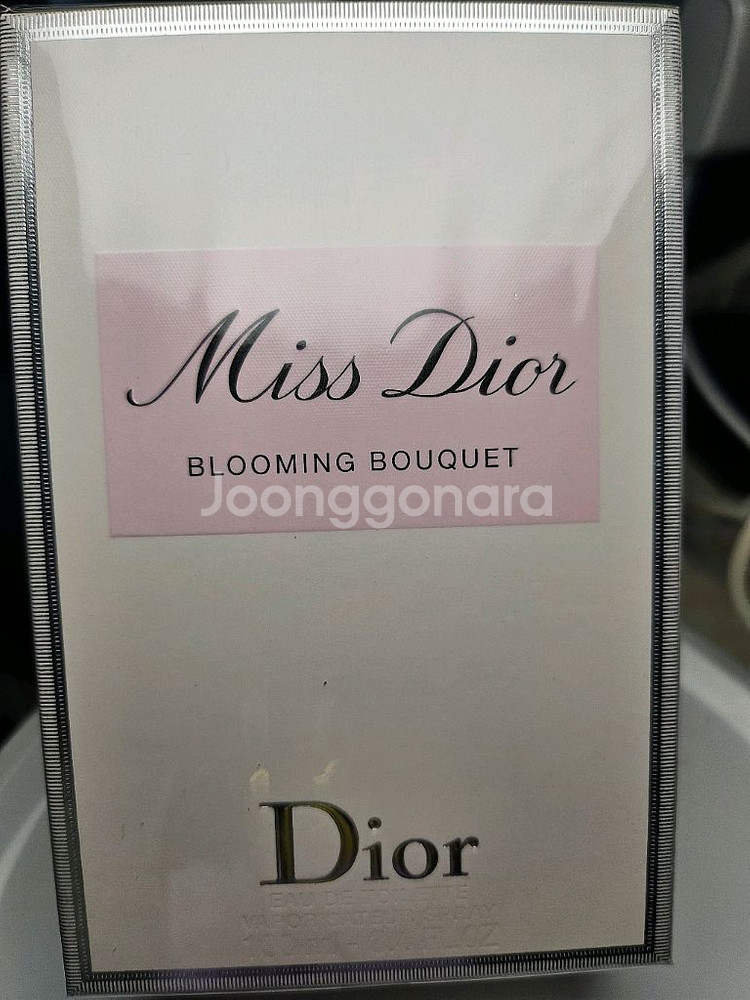 Miss Dior
BLOOMING BOUQUET
Joonggonara
Dior
EAU DE TOILETTE